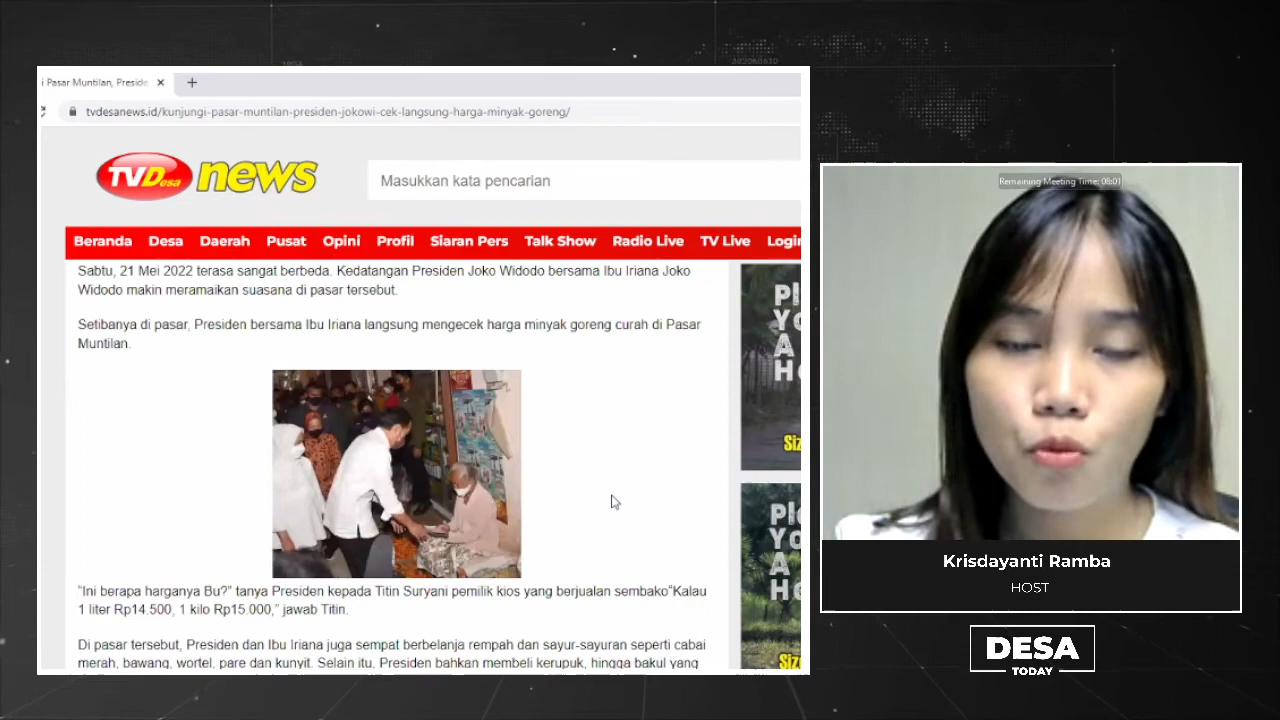 i Pasar Muntilan, Preside
tvdesanews.id/kunjungi-pasar-muntilan-presiden-jokowi-cek-langsung-harga-minyak-goreng/
TVDesa news
Masukkan kata pencarian
Beranda Desa Daerah Pusat Opini Profil Siaran Pers Talk Show Radio Live TV Live Login
Sabtu, 21 Mei 2022 terasa sangat berbeda. Kedatangan Presiden Joko Widodo bersama Ibu Iriana Joko
Widodo makin meramaikan suasana di pasar tersebut.
Setibanya di pasar, Presiden bersama Ibu Iriana langsung mengecek harga minyak goreng curah di Pasar
Muntilan.
“Ini berapa harganya Bu?” tanya Presiden kepada Titin Suryani pemilik kios yang berjualan sembako“Kalau
1 liter Rp14.500, 1 kilo Rp15.000,” jawab Titin.
Di pasar tersebut, Presiden dan Ibu Iriana juga sempat berbelanja rempah dan sayur-sayuran seperti cabai
merah, bawang, wortel, pare dan kunyit. Selain itu, Presiden bahkan membeli kerupuk, hingga bakul yang
Pl
Yo
A
H
Siz
Pl
Yo
A
H
Siz
Remaining Meeting Time: 08:01
Krisdayanti Ramba
HOST
DESA
TODAY